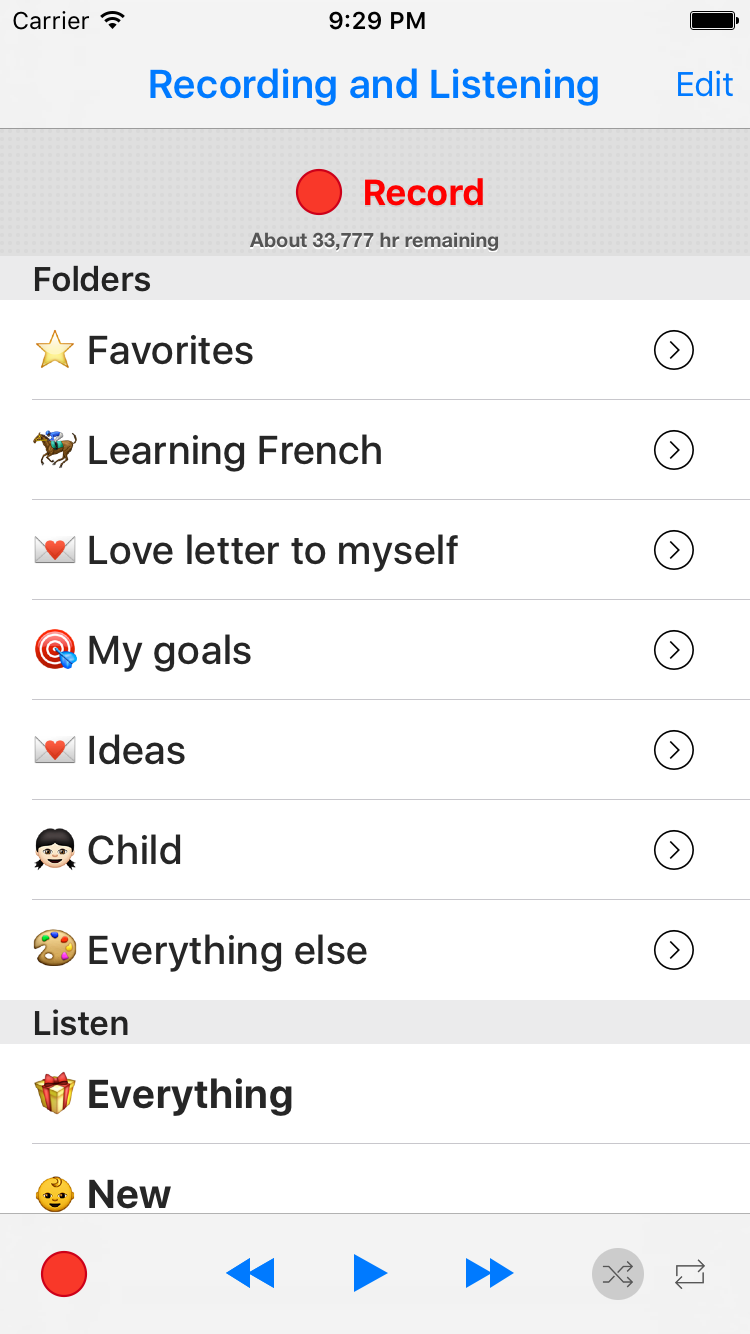 Carrier 9:29 PM
Recording and Listening Edit
Record
About 33,777 hr remaining
Folders
Favorites
Learning French
Love letter to myself
My goals
Ideas
Child
Everything else
Listen
Everything
New